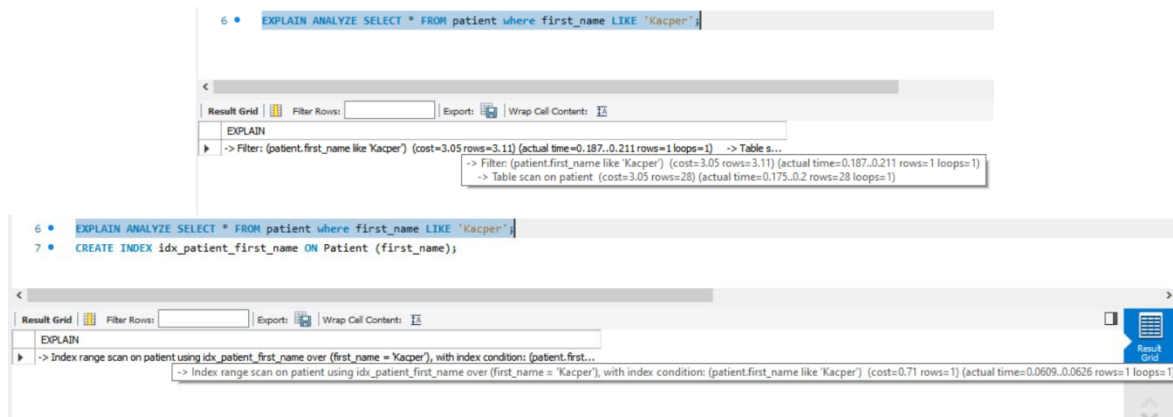 6 EXPLAIN ANALYZE SELECT * FROM patient where first_name LIKE 'Kacper';
Result Grid Filter Rows: Export: Wrap Cell Content: IA
EXPLAIN
-> Filter: (patient.first_name like 'Kacper') (cost=3.05 rows=3.11) (actual time=0.187..0.211 rows=1 loops=1) -> Table s...
-> Filter: (patient.first_name like 'Kacper') (cost=3.05 rows=3.11) (actual time=0.187..0.211 rows=1 loops=1)
-> Table scan on patient (cost=3.05 rows=28) (actual time=0.175..0.2 rows=28 loops=1)
6 EXPLAIN ANALYZE SELECT * FROM patient where first_name LIKE 'Kacper';
7 CREATE INDEX idx_patient_first_name ON Patient (first_name);
Result Grid Filter Rows: Export: Wrap Cell Content: IA
EXPLAIN
-> Index range scan on patient using idx_patient_first_name over (first_name = 'Kacper'), with index condition: (patient.first...
-> Index range scan on patient using idx_patient_first_name over (first_name = 'Kacper'), with index condition: (patient.first_name like 'Kacper') (cost=0.71 rows=1) (actual time=0.0609..0.0626 rows=1 loops=1
Result
Grid